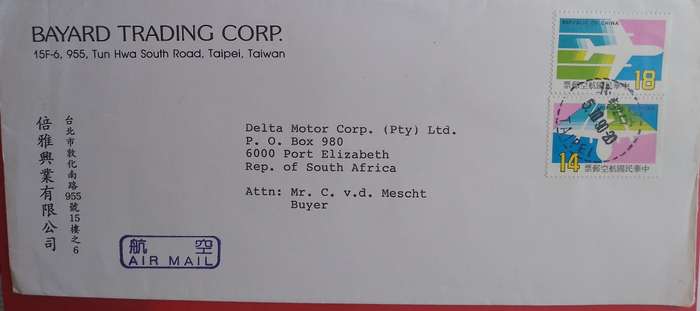 BAYARD TRADING CORP.
15F-6, 955, Tun Hwa South Road, Taipei, Taiwan
REPUBLIC OF CHINA
18
票郵空航國民華中
TAIPEI
14
票郵空航國民華中
台北市敦化南路955號15樓之6
倍雅興業有限公司
Delta Motor Corp. (Pty) Ltd.
P. O. Box 980
6000 Port Elizabeth
Rep. of South Africa
Attn: Mr. C. v.d. Mescht
Buyer
航空
AIR MAIL